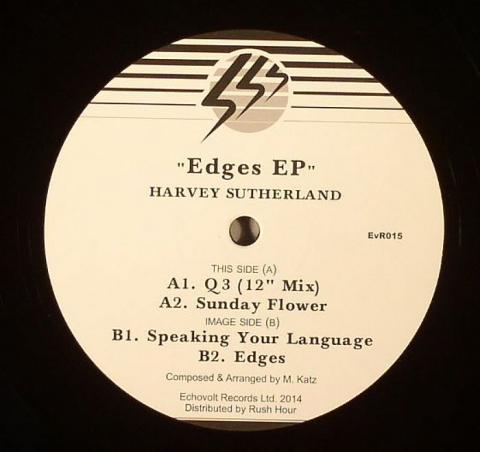 "Edges EP"
HARVEY SUTHERLAND
EvR015
THIS SIDE (A)
A1. Q3 (12" Mix)
A2. Sunday Flower
IMAGE SIDE (B)
B1. Speaking Your Language
B2. Edges
Composed & Arranged by M. Katz
Echovolt Records Ltd. 2014
Distributed by Rush Hour